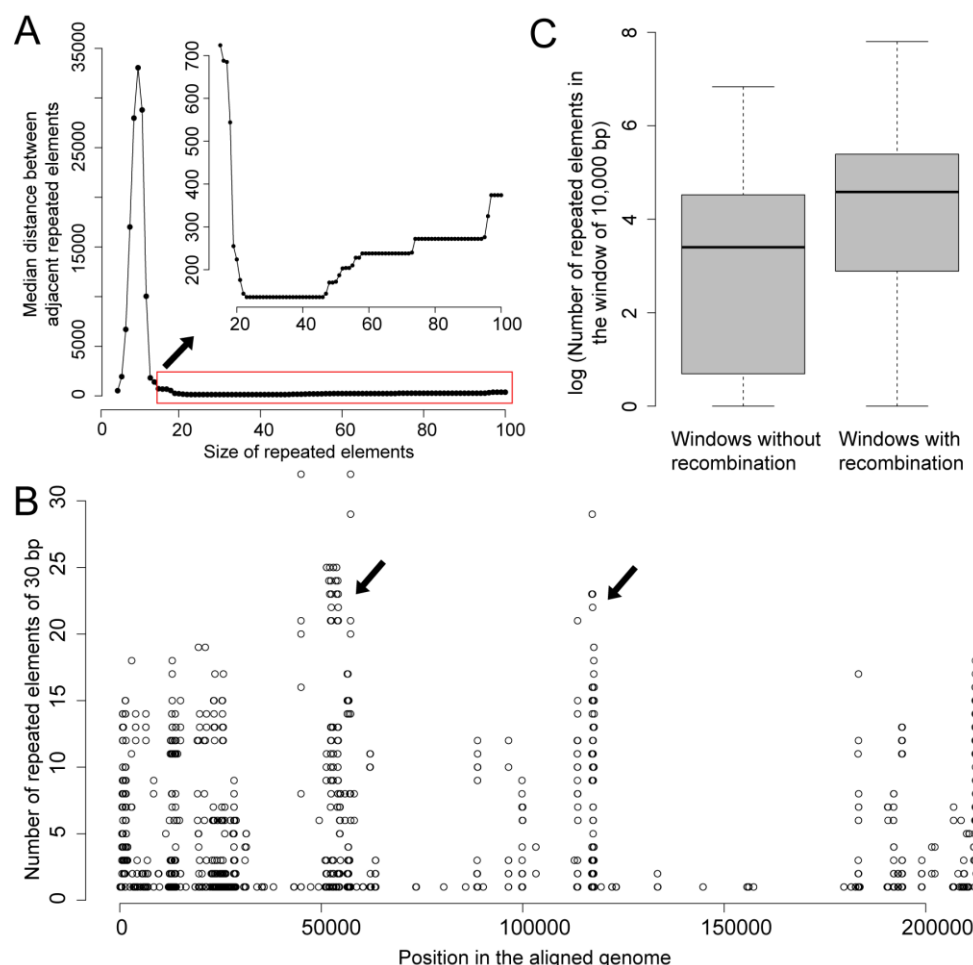 A
Median distance between
adjacent repeated elements
35000
25000
15000
5000
0
20
40
60
80
100
Size of repeated elements
700
600
500
400
300
200
20
40
60
80
100
C
log (Number of repeated elements in
the window of 10,000 bp)
8
6
4
2
0
Windows without
recombination
Windows with
recombination
B
Number of repeated elements of 30 bp
30
25
20
15
10
5
0
0
50000
100000
150000
200000
Position in the aligned genome